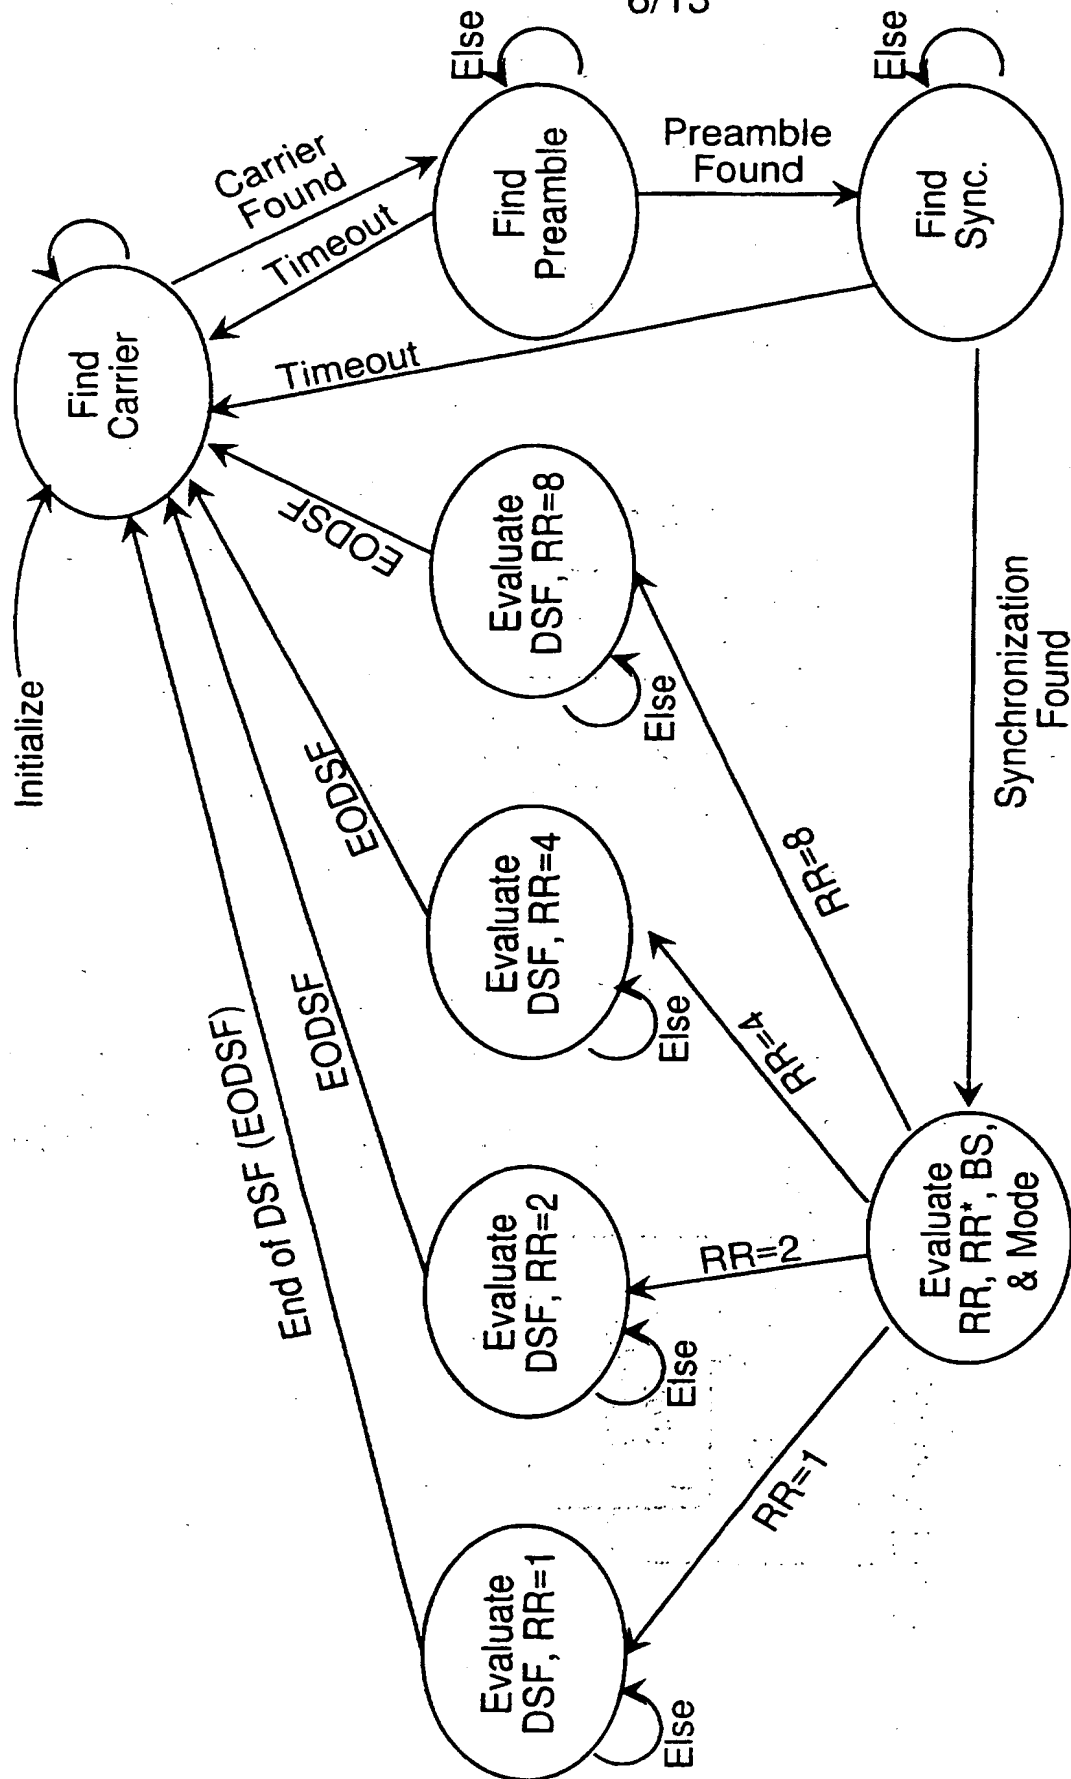 6/13
Initialize
Find
Carrier
Carrier
Found
Timeout
Else
Find
Preamble
Preamble
Found
Else
Find
Sync.
Timeout
Synchronization
Found
Evaluate
RR, RR*, BS,
& Mode
RR=1
RR=2
RR=4
RR=8
Evaluate
DSF, RR=1
Else
End of DSF (EODSF)
Evaluate
DSF, RR=2
Else
EODSF
Evaluate
DSF, RR=4
Else
EODSF
Evaluate
DSF, RR=8
Else
EODSF